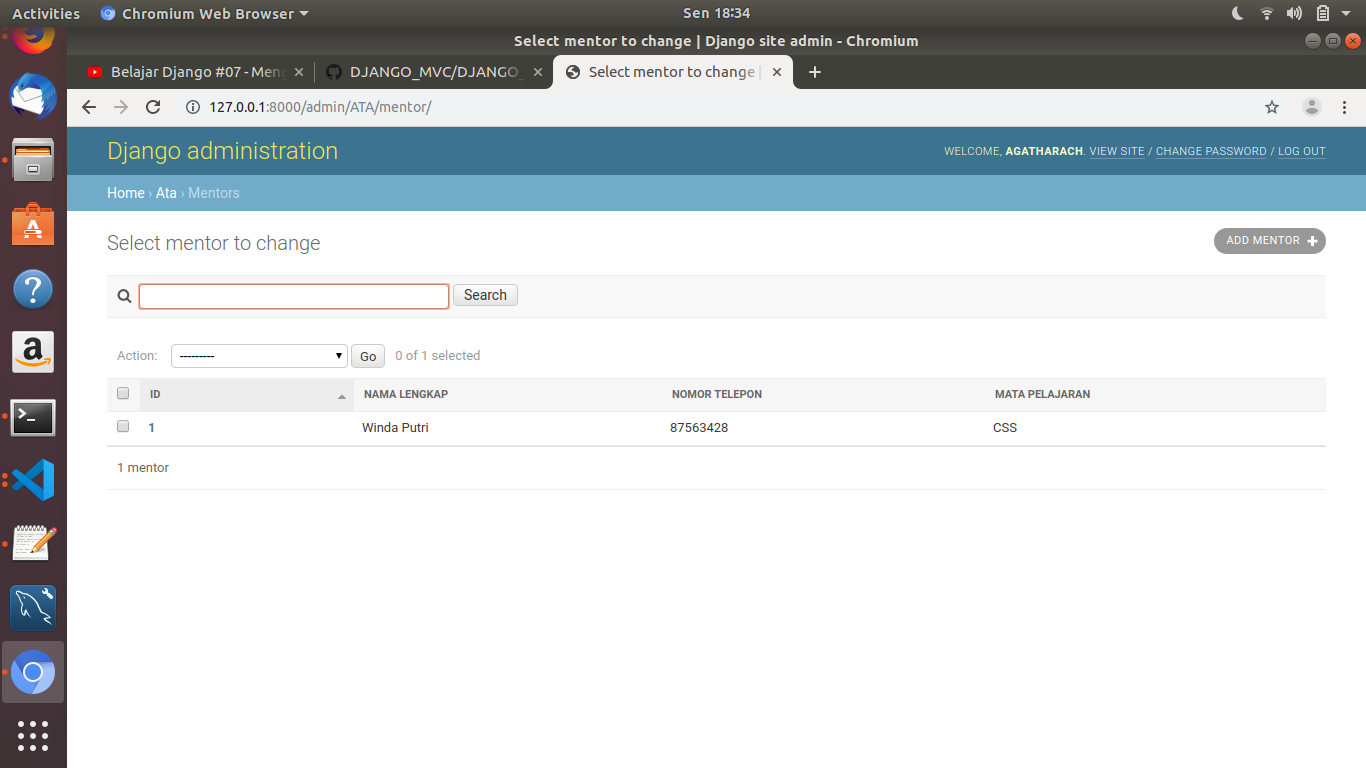 Activities Chromium Web Browser Sen 18:34
Select mentor to change | Django site admin - Chromium
Belajar Django #07 - Meng DJANGO_MVC/DJANGO_ Select mentor to change |
127.0.0.1:8000/admin/ATA/mentor/
Django administration WELCOME, AGATHARACH. VIEW SITE / CHANGE PASSWORD / LOG OUT
Home › Ata › Mentors
Select mentor to change ADD MENTOR +
Search
Action: --------- Go 0 of 1 selected
ID NAMA LENGKAP NOMOR TELEPON MATA PELAJARAN
1 Winda Putri 87563428 CSS
1 mentor